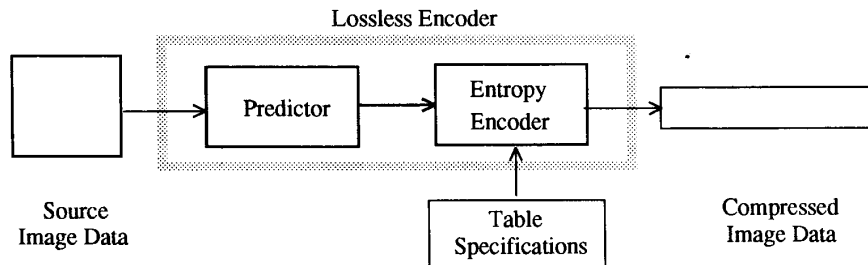 Lossless Encoder
Predictor
Entropy
Encoder
Source
Image Data
Table
Specifications
Compressed
Image Data